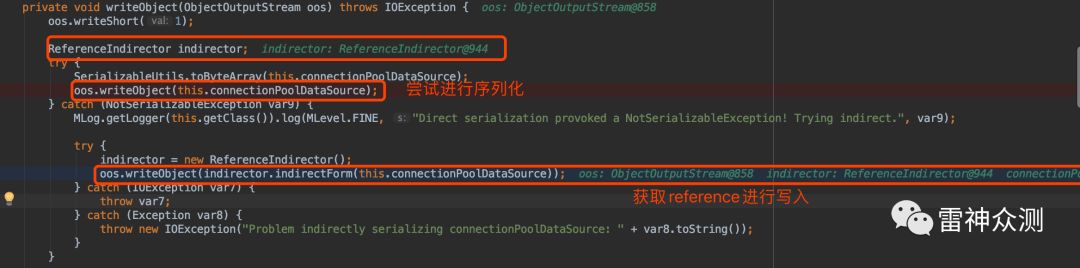 private void writeObject(ObjectOutputStream oos) throws IOException { oos: ObjectOutputStream@858
oos.writeShort( val: 1);
ReferenceIndirector indirector; indirector: ReferenceIndirector@944
try {
SerializableUtils.toByteArray(this.connectionPoolDataSource);
oos.writeObject(this.connectionPoolDataSource); 尝试进行序列化
} catch (NotSerializableException var9) {
MLog.getLogger(this.getClass()).log(MLevel.FINE, s: "Direct serialization provoked a NotSerializableException! Trying indirect.", var9);
try {
indirector = new ReferenceIndirector();
oos.writeObject(indirector.indirectForm(this.connectionPoolDataSource)); oos: ObjectOutputStream@858 indirector: ReferenceIndirector@944 connectionPo
} catch (IOException var7) { 获取reference进行写入
throw var7;
} catch (Exception var8) {
throw new IOException("Problem indirectly serializing connectionPoolDataSource: " + var8.toString());
}
}
雷神众测